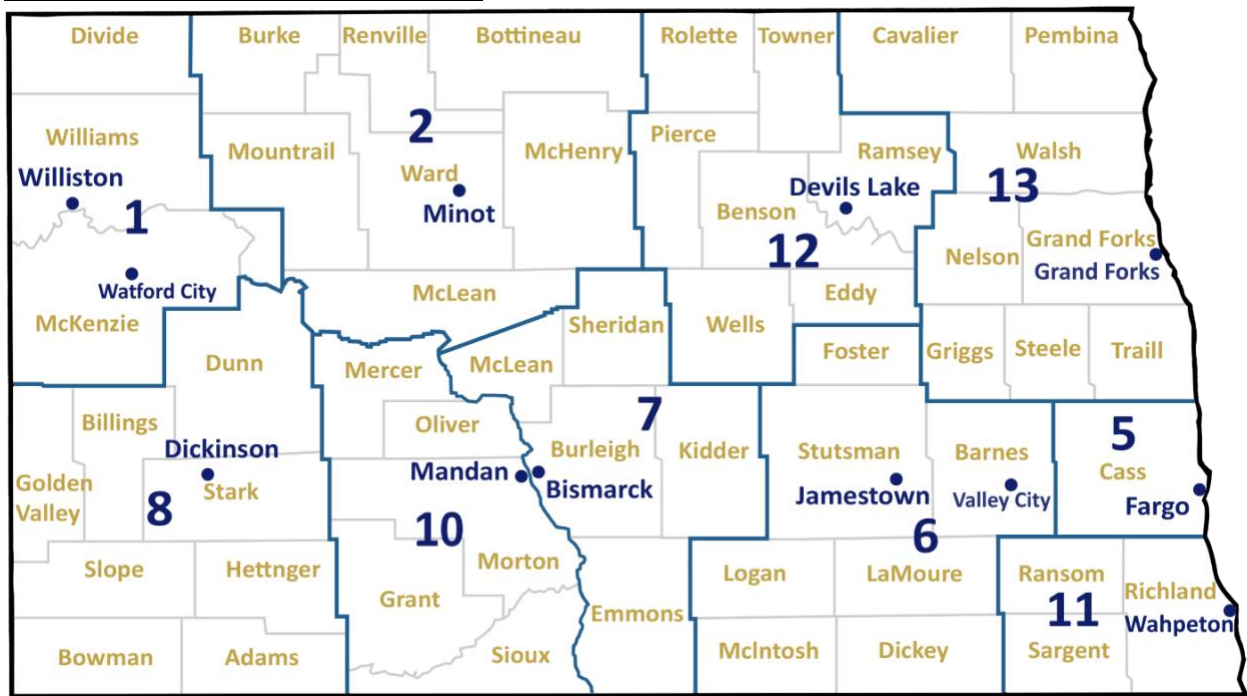 Divide
Burke
Renville
Bottineau
Rolette
Towner
Cavalier
Pembina
2
Williams
Mountrail
Ward
McHenry
Pierce
Ramsey
Walsh
Williston
Minot
Devils Lake
13
1
Benson
12
Nelson
Grand Forks
Grand Forks
Watford City
McLean
Eddy
McKenzie
Sheridan
Wells
Dunn
Mercer
McLean
Foster
Griggs
Steele
Traill
Billings
Oliver
7
5
Dickinson
Mandan
Burleigh
Kidder
Stutsman
Barnes
Cass
Golden
Valley
8
Stark
Bismarck
Jamestown
Valley City
Fargo
10
6
Slope
Hettnger
Morton
Logan
LaMoure
Ransom
Richland
Grant
Emmons
11
Wahpeton
Bowman
Adams
Sioux
McIntosh
Dickey
Sargent